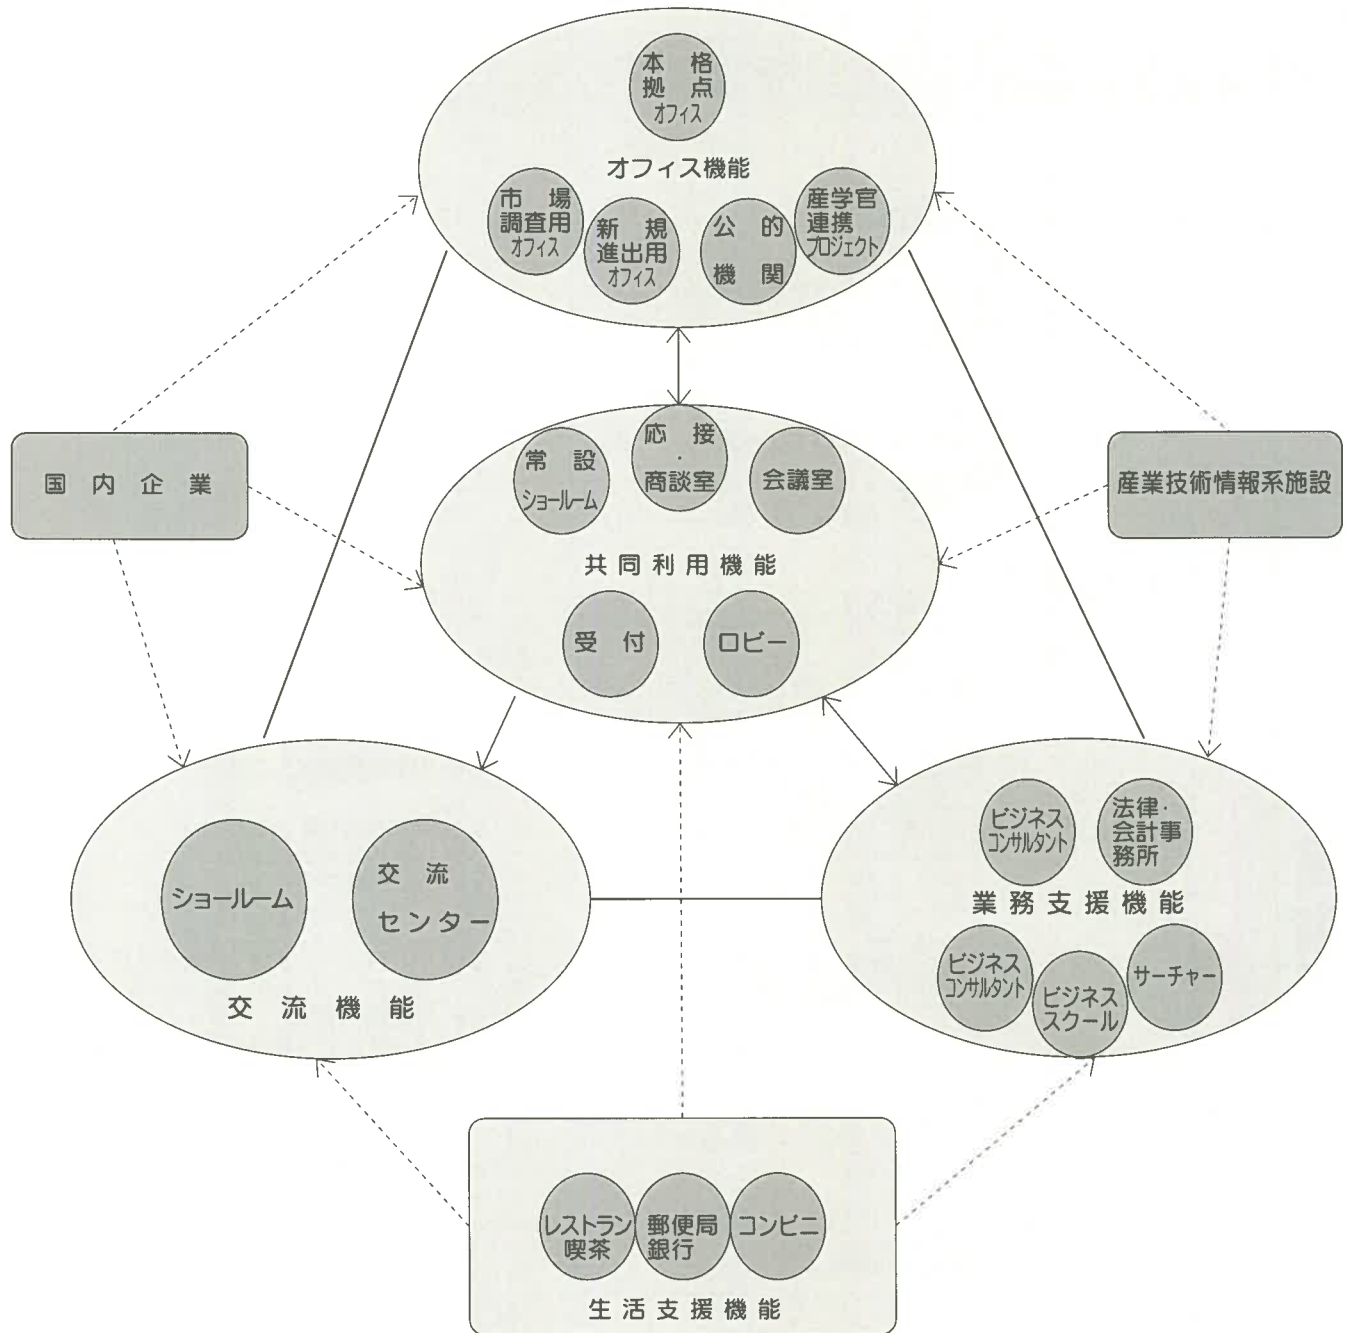 本格
拠点
オフィス
オフィス機能
市場
調査用
オフィス
新規
進出用
オフィス
公的
機関
産学官
連携
プロジェクト
国内企業
常設
ショールーム
応接
・
商談室
会議室
産業技術情報系施設
共同利用機能
受付
ロビー
ショールーム
交流
センター
交流機能
ビジネス
コンサルタント
法律・
会計事
務所
業務支援機能
ビジネス
コンサルタント
ビジネス
スクール
サーチャー
レストラン
喫茶
郵便局
銀行
コンビニ
生活支援機能